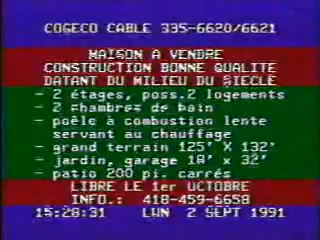 COGECO CABLE 335-6620/6621
MAISON A VENDRE
CONSTRUCTION BONNE QUALITE
DATANT DU MILIEU DU SIECLE
- 2 étages, poss.2 logements
- 2 chambres de bain
- poêle à combustion lente
servant au chauffage
- grand terrain 125' X 132'
- jardin, garage 18' x 32'
- patio 200 pi. carrés
LIBRE LE 1er OCTOBRE
INFO.: 418-459-6658
15:28:31 LUN 2 SEPT 1991